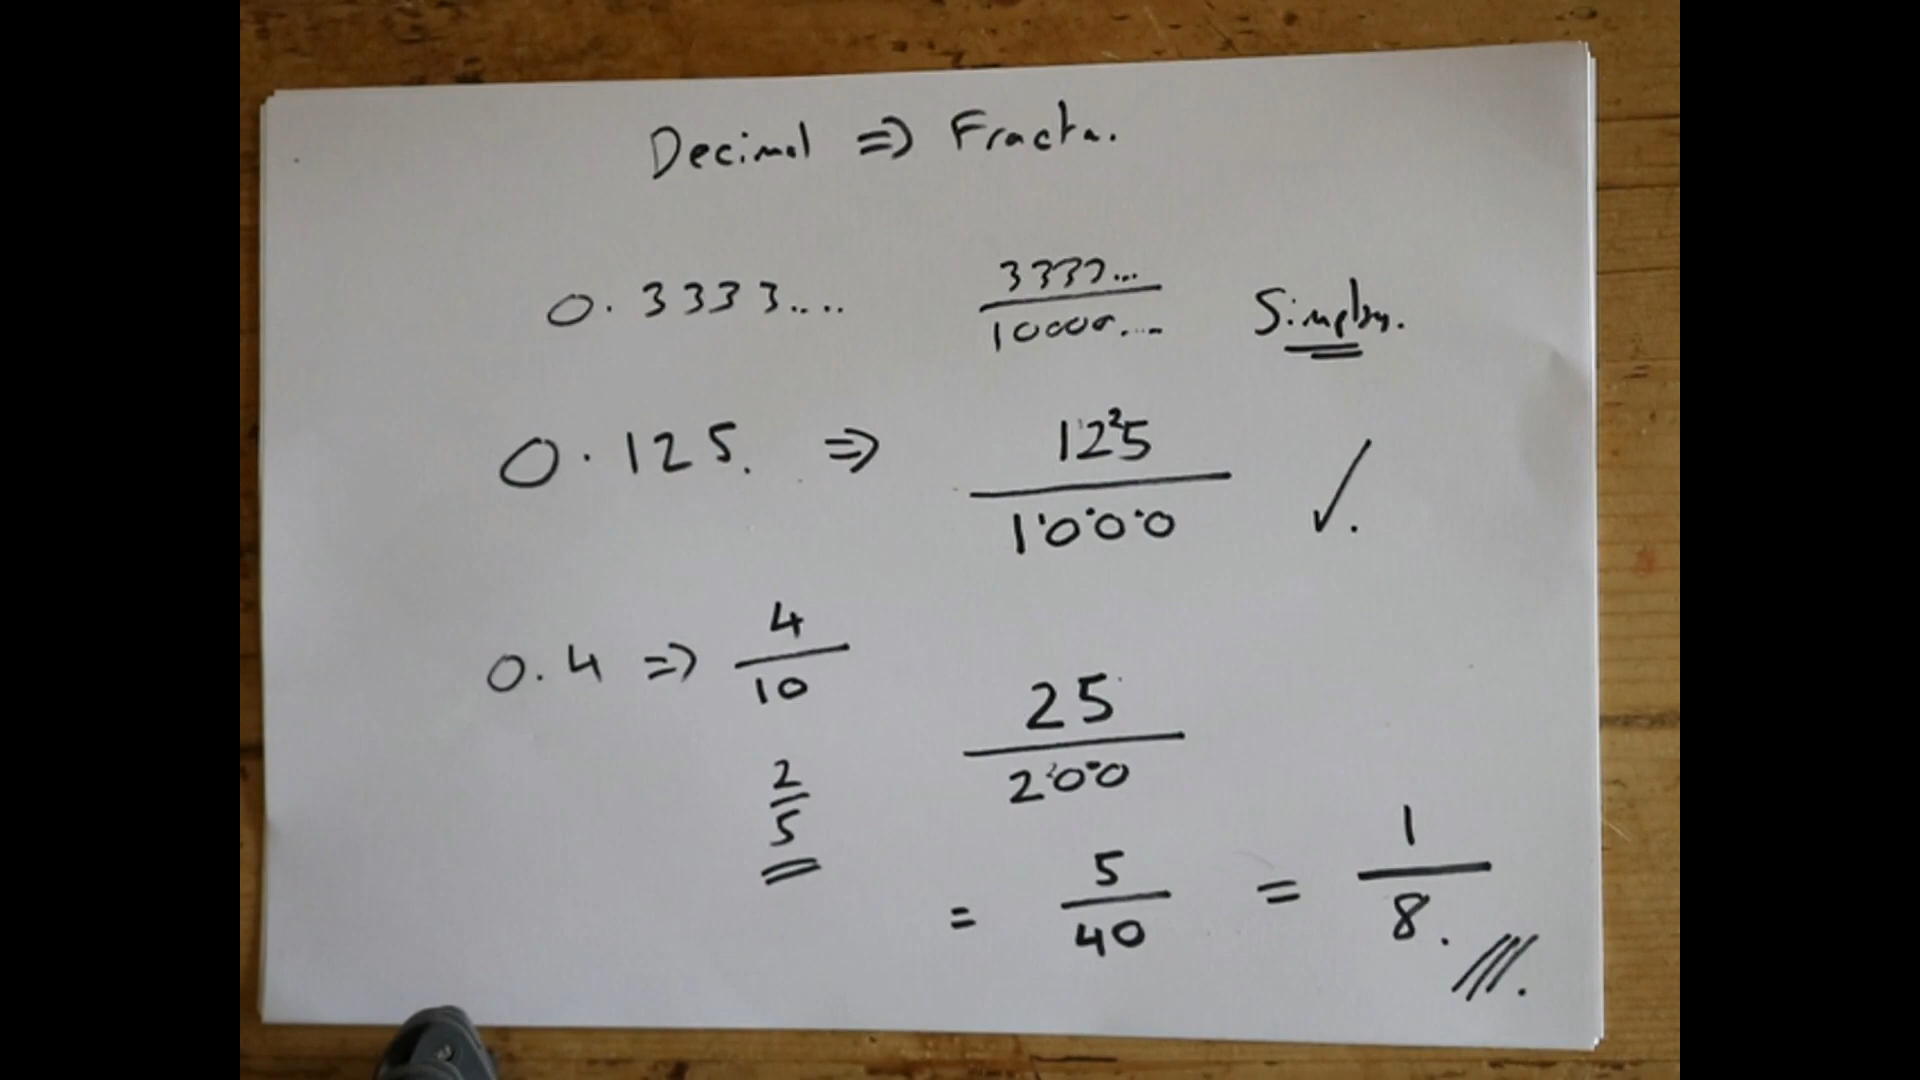 Decimal => Fractn.
0.3333.... 3333... / 10000.... Simplify.
0.125. => 125 / 1000 ✓.
0.4 => 4 / 10
2 / 5
25 / 200
= 5 / 40 = 1 / 8.